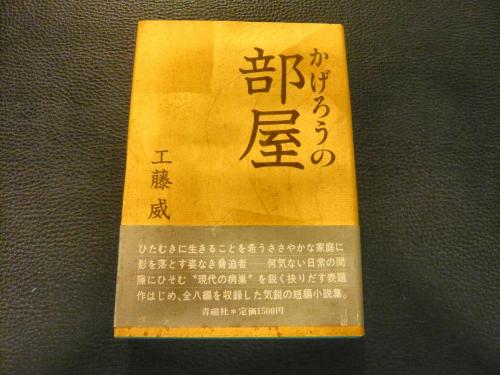 かげろうの
部屋
工藤威
ひたむきに生きることを希うささやかな家庭に
影を落とす姿なき脅迫者――何気ない日常の間
隙にひそむ〝現代の病巣〟を鋭く抉りだす表題
作はじめ、全八編を収録した気鋭の短編小説集。
青磁社＊定価1500円